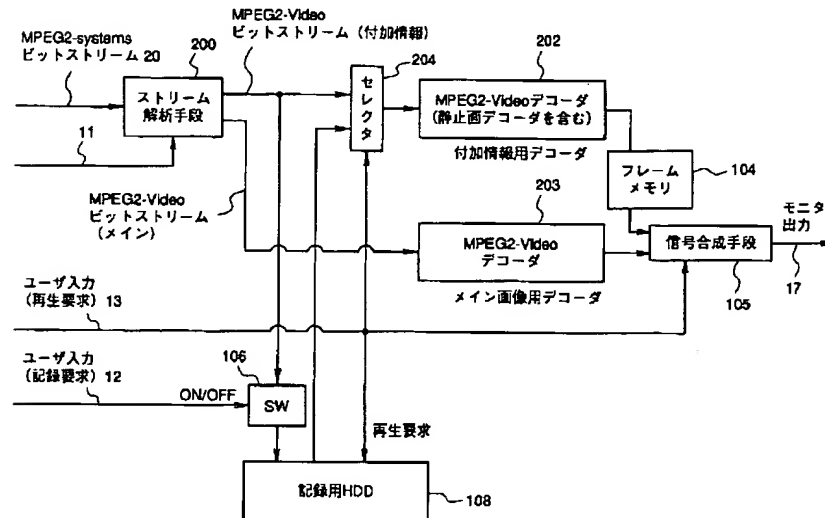 MPEG2-systems
ビットストリーム 20
200
MPEG2-Video
ビットストリーム (付加情報)
204
202
ストリーム
解析手段
セレクタ
MPEG2-Videoデコーダ
(静止画デコーダを含む)
付加情報用デコーダ
11
フレーム
メモリ
104
MPEG2-Video
ビットストリーム
(メイン)
203
MPEG2-Video
デコーダ
メイン画像用デコーダ
信号合成手段
105
モニタ
出力
17
ユーザ入力
(再生要求) 13
ユーザ入力
(記録要求) 12
ON/OFF
106
SW
再生要求
記録用HDD
108